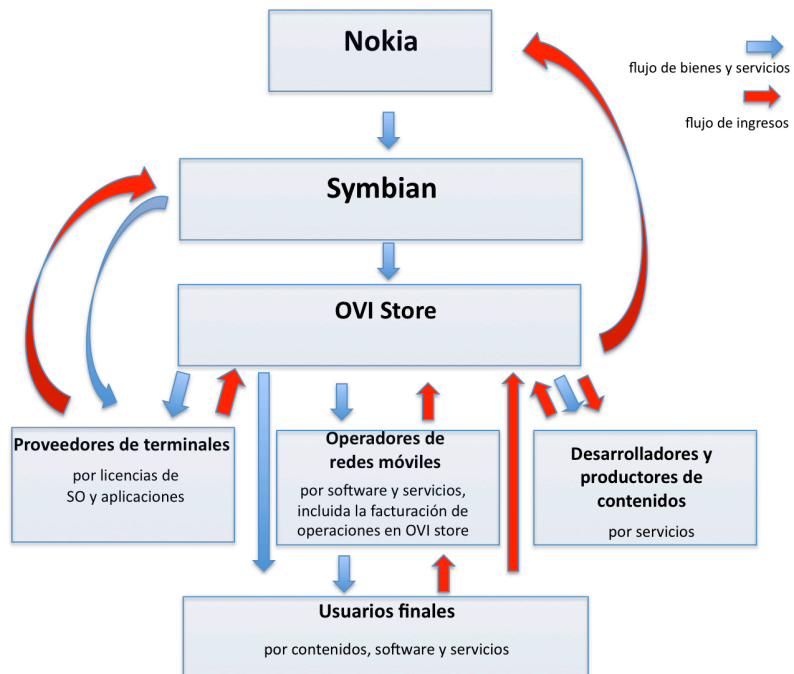 Nokia
flujo de bienes y servicios
flujo de ingresos
Symbian
OVI Store
Proveedores de terminales
por licencias de
SO y aplicaciones
Operadores de
redes móviles
por software y servicios,
incluida la facturación de
operaciones en OVI store
Desarrolladores y
productores de
contenidos
por servicios
Usuarios finales
por contenidos, software y servicios